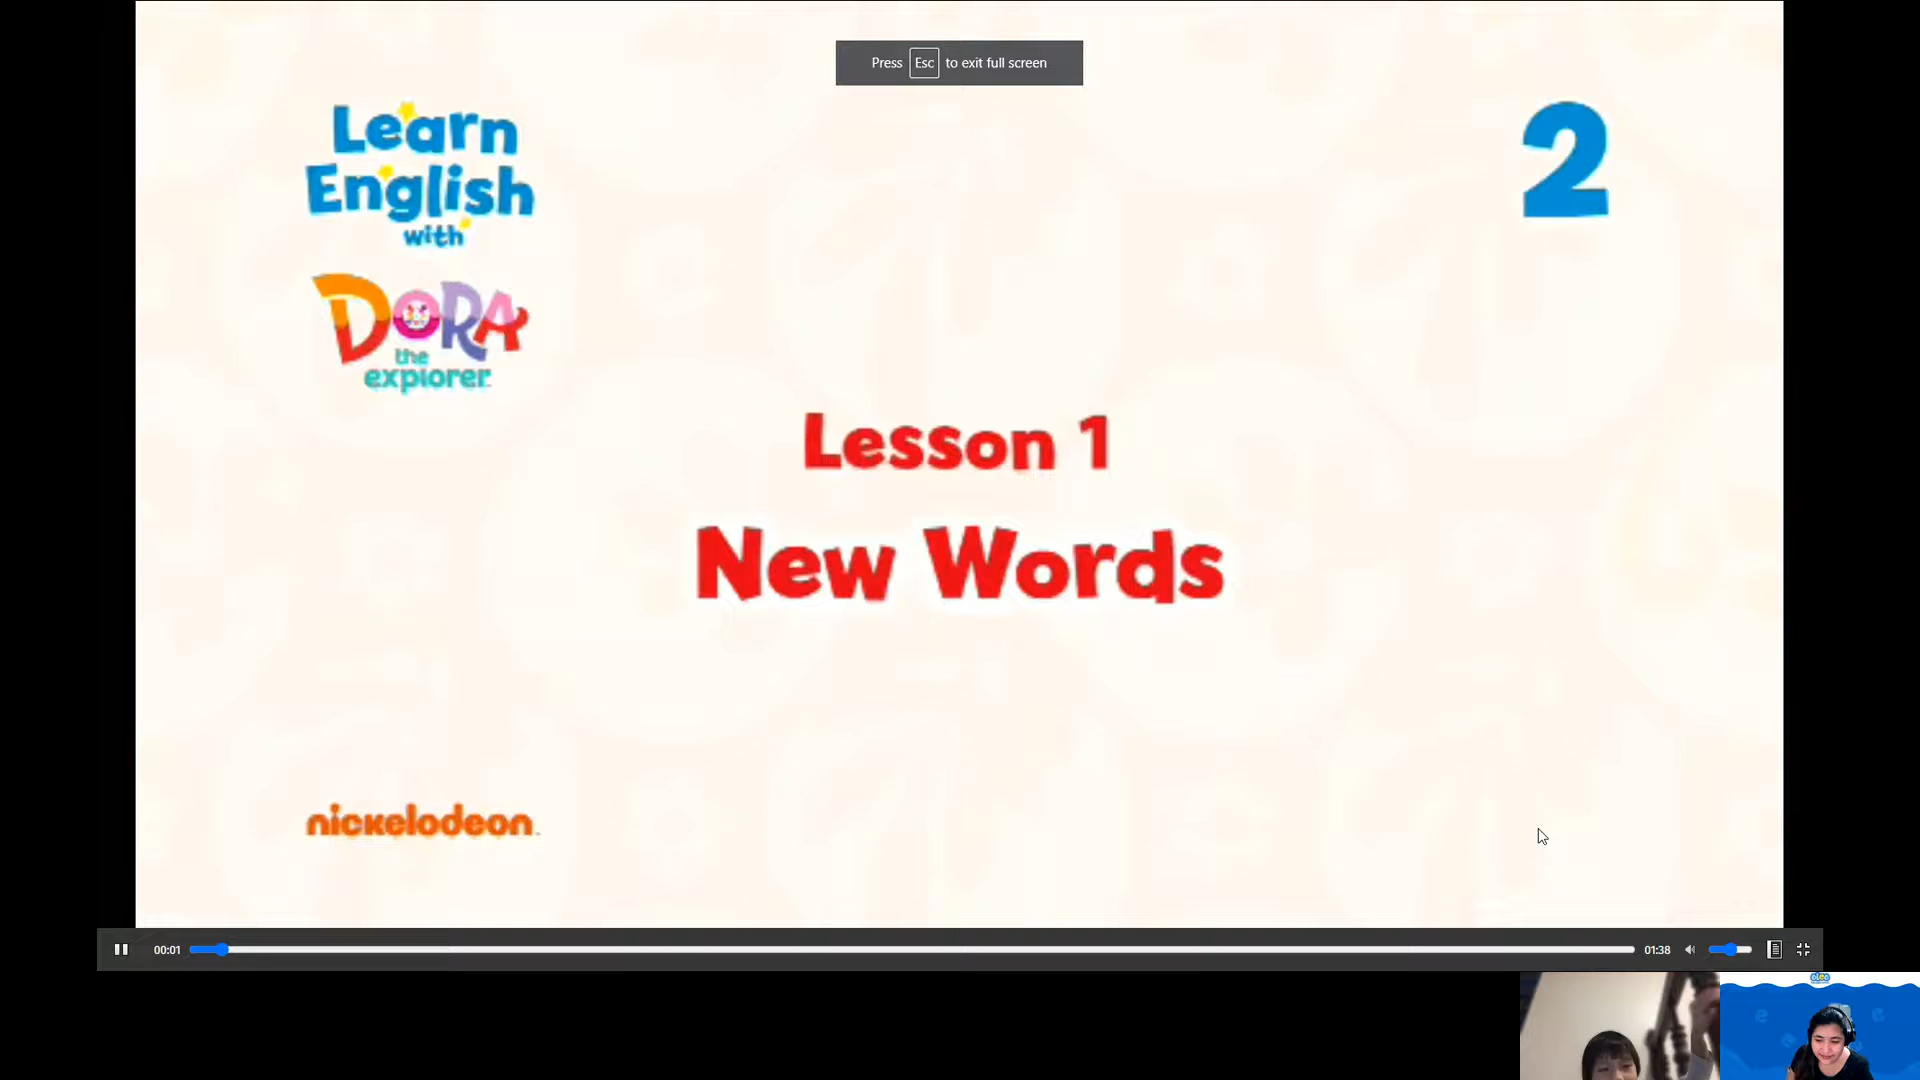 Press Esc to exit full screen
Learn
English
with
DORA
the
explorer
2
Lesson 1
New Words
nickelodeon
00:01
01:38